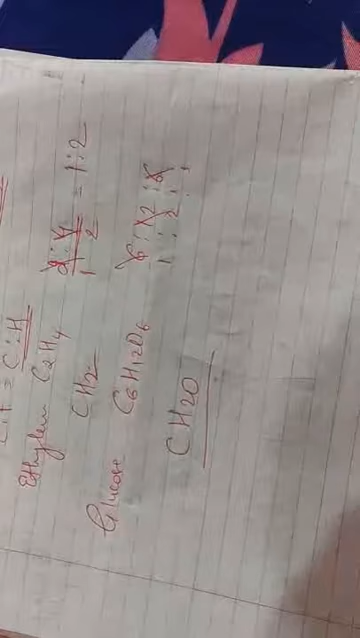 = C:H
Ethylene C2H4 2:4 = 1:2
1 2
CH2
Glucose C6H12O6 6:12:6
1:2:1
CH2O